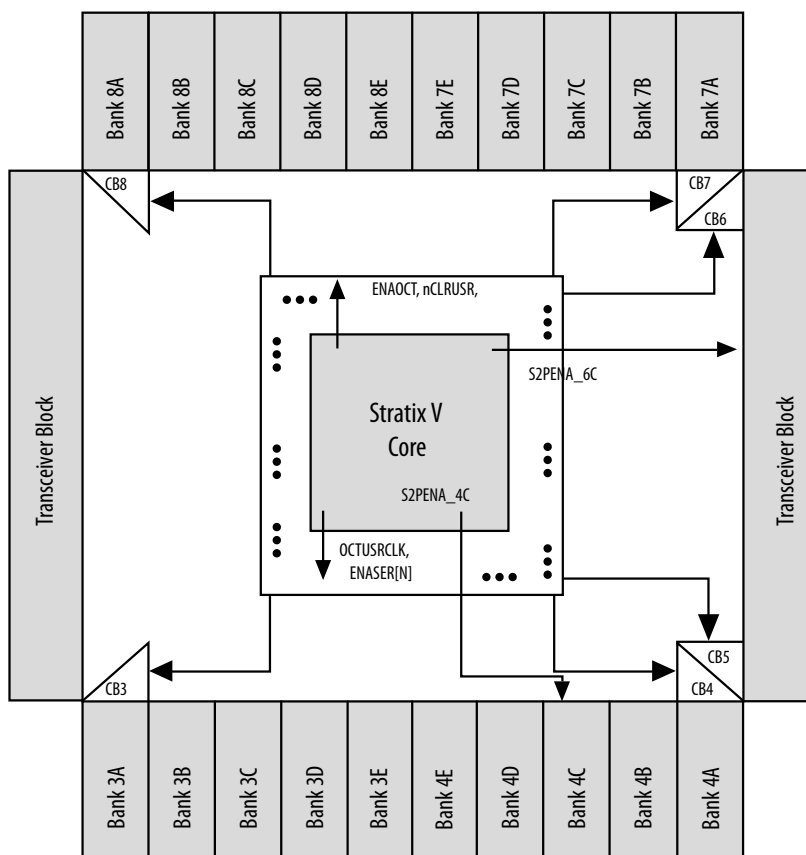 Bank 8A
Bank 8B
Bank 8C
Bank 8D
Bank 8E
Bank 7E
Bank 7D
Bank 7C
Bank 7B
Bank 7A
CB8
CB7
CB6
ENAOCT, nCLRUSR,
S2PENA_6C
Transceiver Block
Stratix V
Core
Transceiver Block
S2PENA_4C
OCTUSRCLK,
ENASER[N]
CB5
CB3
CB4
Bank 3A
Bank 3B
Bank 3C
Bank 3D
Bank 3E
Bank 4E
Bank 4D
Bank 4C
Bank 4B
Bank 4A